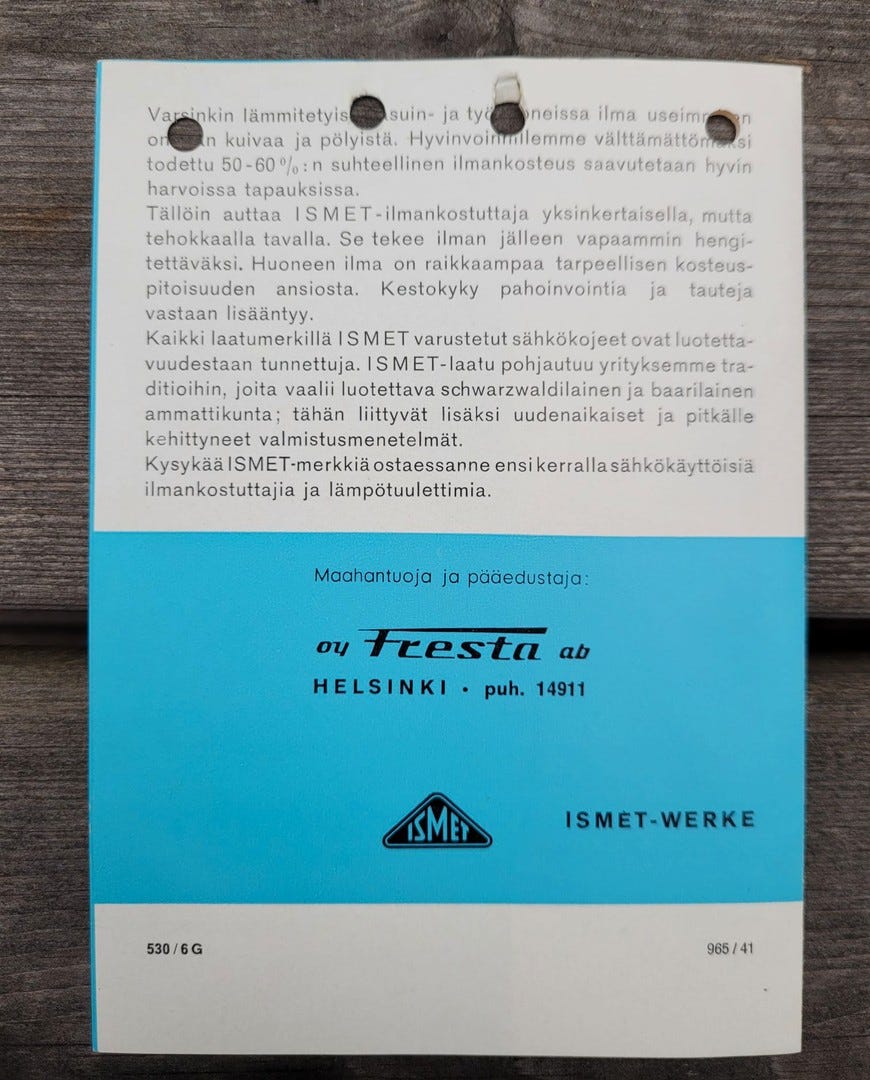 Varsinkin lämmitetyissä asuin- ja työhuoneissa ilma useimmiten
on kuivaa ja pölyistä. Hyvinvoinnillemme välttämättömäksi
todettu 50-60 %:n suhteellinen ilmankosteus saavutetaan hyvin
harvoissa tapauksissa.
Tällöin auttaa ISMET-ilmankostuttaja yksinkertaisella, mutta
tehokkaalla tavalla. Se tekee ilman jälleen vapaammin hengi-
tettäväksi. Huoneen ilma on raikkaampaa tarpeellisen kosteus-
pitoisuuden ansiosta. Kestokyky pahoinvointia ja tauteja
vastaan lisääntyy.
Kaikki laatumerkillä ISMET varustetut sähkökojeet ovat luotetta-
vuudestaan tunnettuja. ISMET-laatu pohjautuu yrityksemme tra-
ditioihin, joita vaalii luotettava schwarzwaldilainen ja baarilainen
ammattikunta; tähän liittyvät lisäksi uudenaikaiset ja pitkälle
kehittyneet valmistusmenetelmät.
Kysykää ISMET-merkkiä ostaessanne ensi kerralla sähkökäyttöisiä
ilmankostuttajia ja lämpötuulettimia.
Maahantuoja ja pääedustaja:
oy Fresta ab
HELSINKI • puh. 14911
ISMET
ISMET-WERKE
530 / 6 G
965 / 41